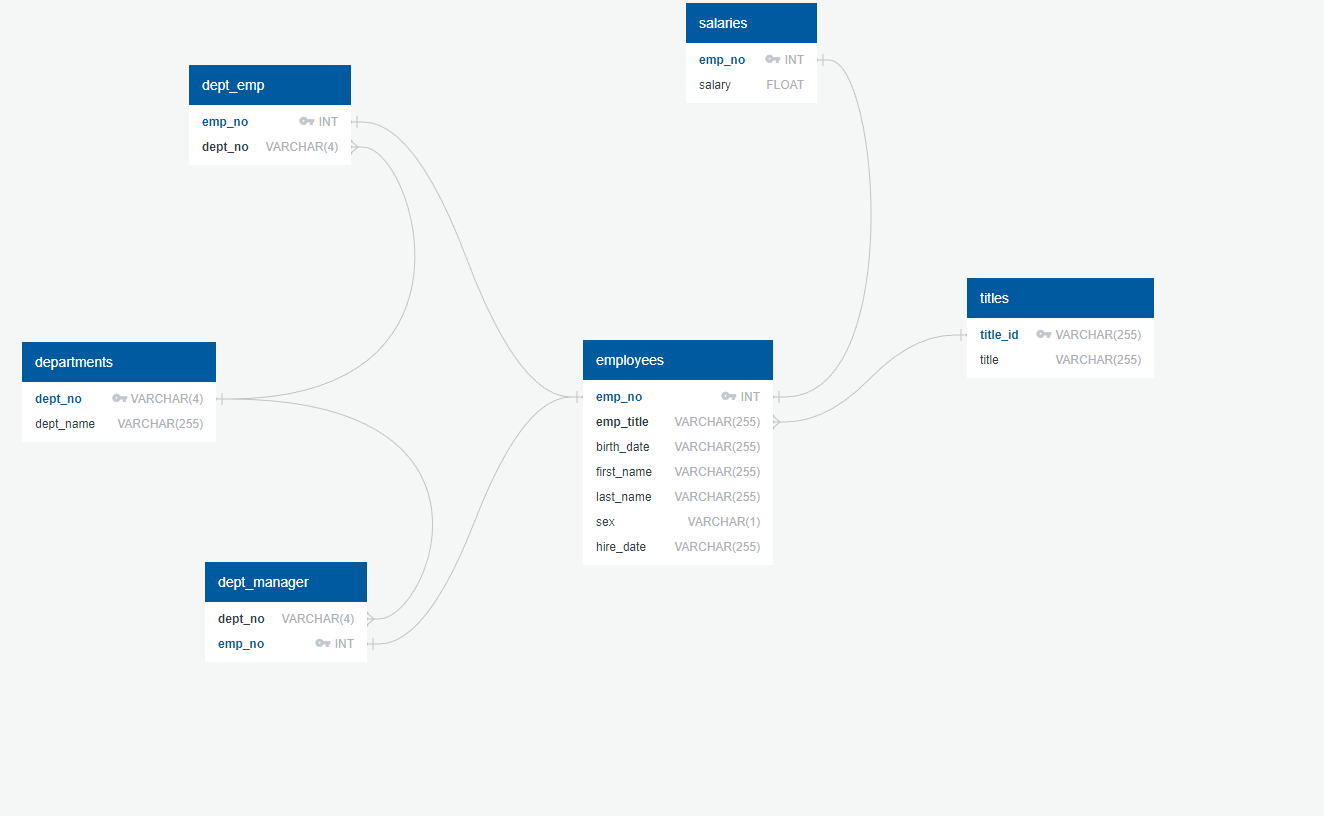 salaries
emp_no INT
salary FLOAT
dept_emp
emp_no INT
dept_no VARCHAR(4)
titles
title_id VARCHAR(255)
title VARCHAR(255)
departments
dept_no VARCHAR(4)
dept_name VARCHAR(255)
employees
emp_no INT
emp_title VARCHAR(255)
birth_date VARCHAR(255)
first_name VARCHAR(255)
last_name VARCHAR(255)
sex VARCHAR(1)
hire_date VARCHAR(255)
dept_manager
dept_no VARCHAR(4)
emp_no INT